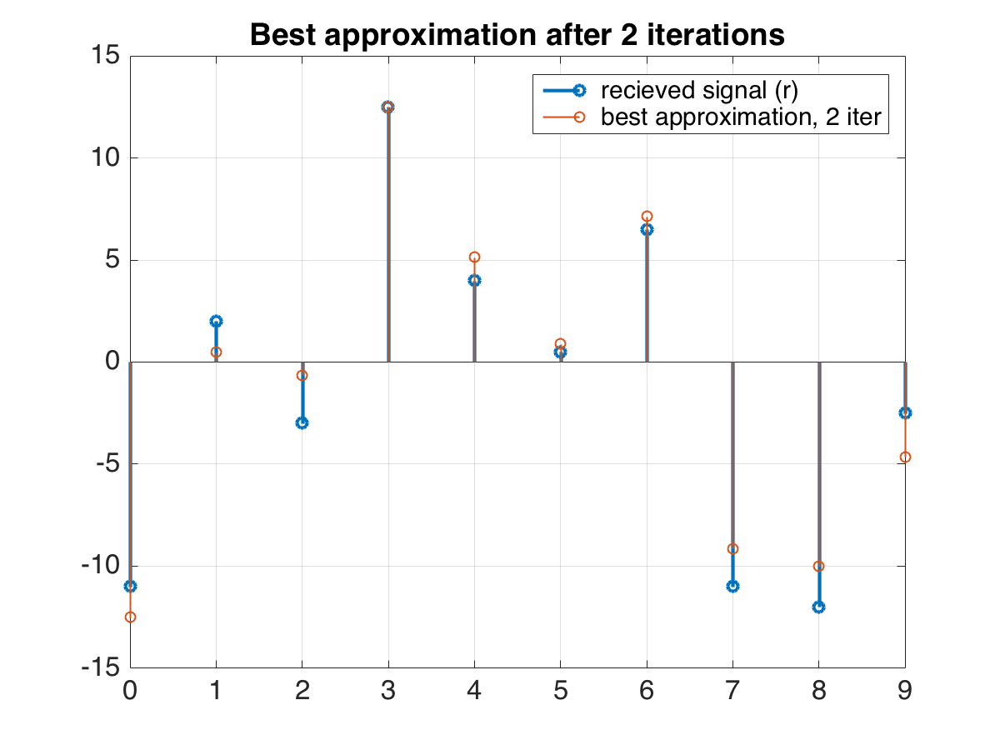 Best approximation after 2 iterations
15
10
5
0
-5
-10
-15
recieved signal (r)
best approximation, 2 iter
0 1 2 3 4 5 6 7 8 9